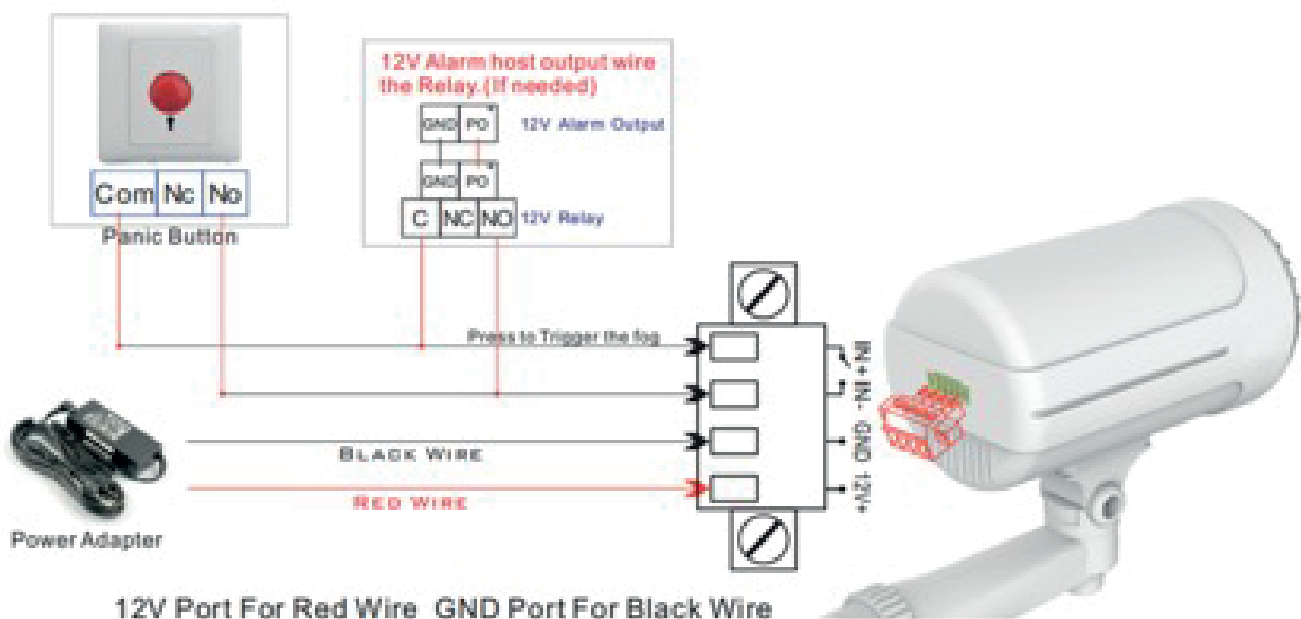 12V Alarm host output wire
the Relay.(If needed)
GND PO 12V Alarm Output
GND PO
C NC NO 12V Relay
Com Nc No
Panic Button
Press to Trigger the fog
IN+
IN-
GND
12V+
BLACK WIRE
RED WIRE
Power Adapter
12V Port For Red Wire GND Port For Black Wire